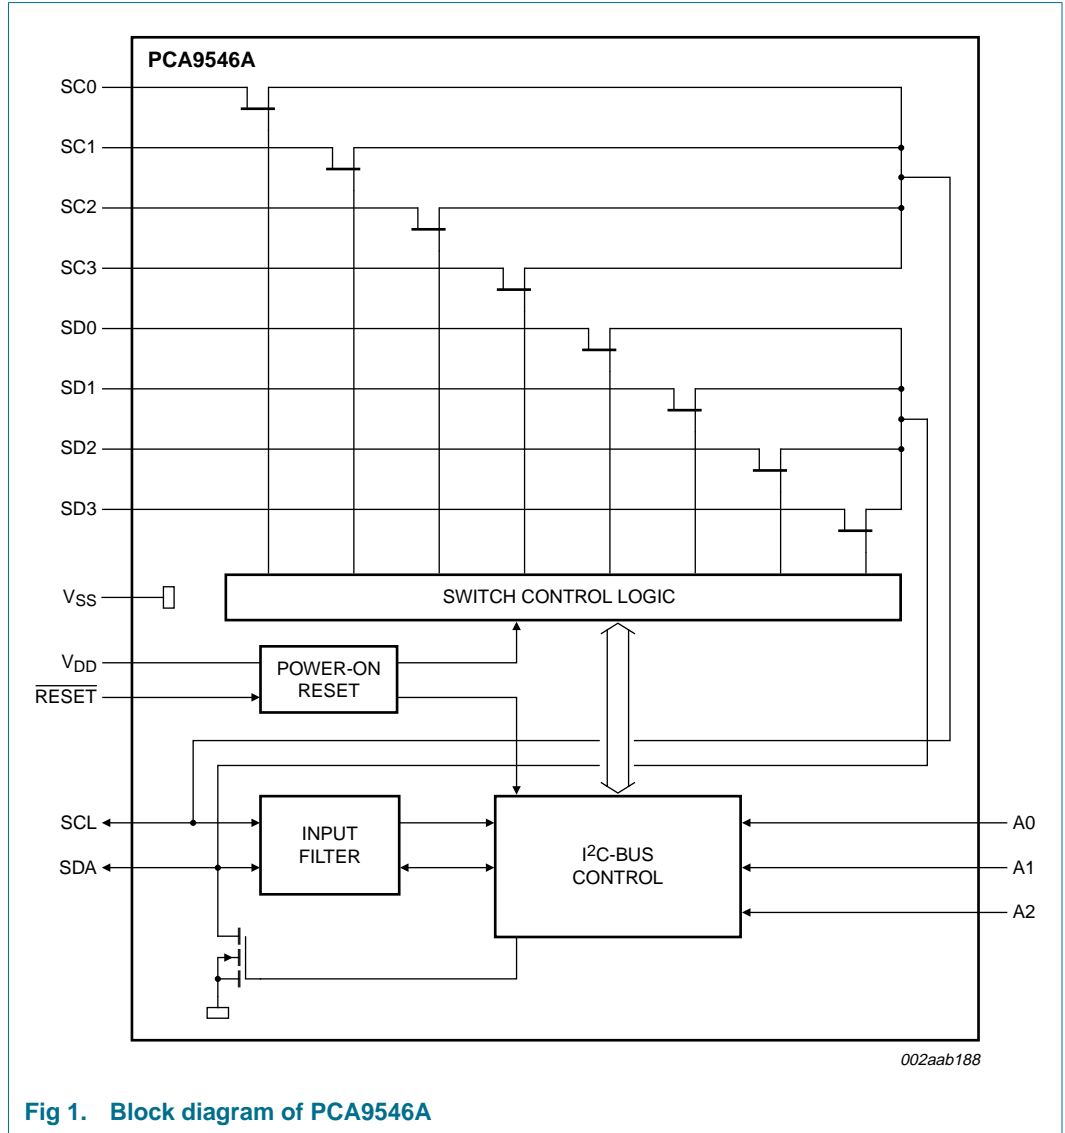 PCA9546A
SC0
SC1
SC2
SC3
SD0
SD1
SD2
SD3
VSS
SWITCH CONTROL LOGIC
VDD
RESET
POWER-ON
RESET
SCL
SDA
INPUT
FILTER
I2C-BUS
CONTROL
A0
A1
A2
002aab188
Fig 1. Block diagram of PCA9546A